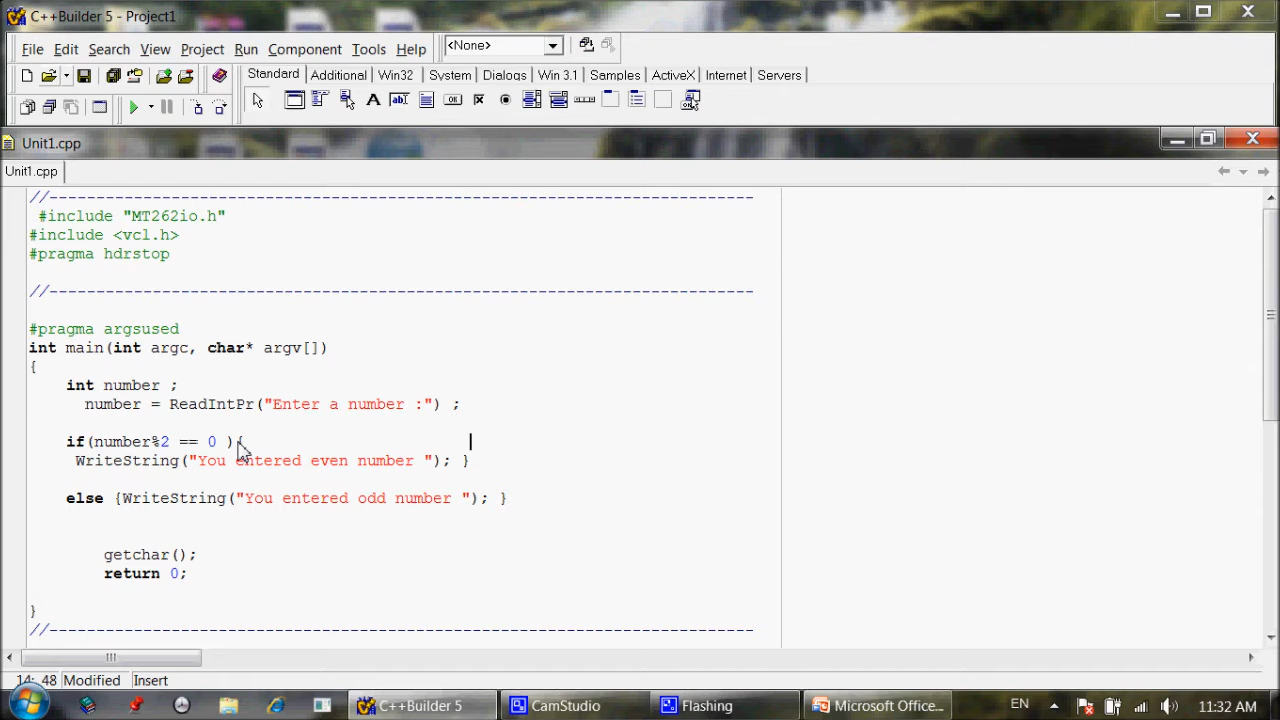 C++Builder 5 - Project1
File Edit Search View Project Run Component Tools Help <None>
Standard Additional Win32 System Dialogs Win 3.1 Samples ActiveX Internet Servers
Unit1.cpp
Unit1.cpp
//---------------------------------------------------------------------------
#include "MT262io.h"
#include <vcl.h>
#pragma hdrstop
//---------------------------------------------------------------------------
#pragma argsused
int main(int argc, char* argv[])
{
int number ;
number = ReadIntPr("Enter a number :") ;
if(number%2 == 0 ){
WriteString("You entered even number "); }
else {WriteString("You entered odd number "); }
getchar();
return 0;
}
//---------------------------------------------------------------------------
14: 48 Modified Insert
C++Builder 5 CamStudio Flashing Microsoft Office... EN 11:32 AM